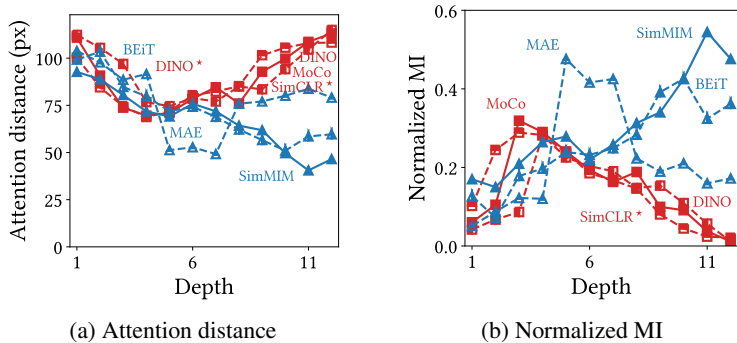 Attention distance (px)
100
75
50
25
0
BEiT
DINO ★
DINO
MoCo
SimCLR ★
MAE
SimMIM
1
6
11
Depth
(a) Attention distance
Normalized MI
0.6
0.4
0.2
0.0
SimMIM
MAE
BEiT
MoCo
DINO
SimCLR ★
1
6
11
Depth
(b) Normalized MI